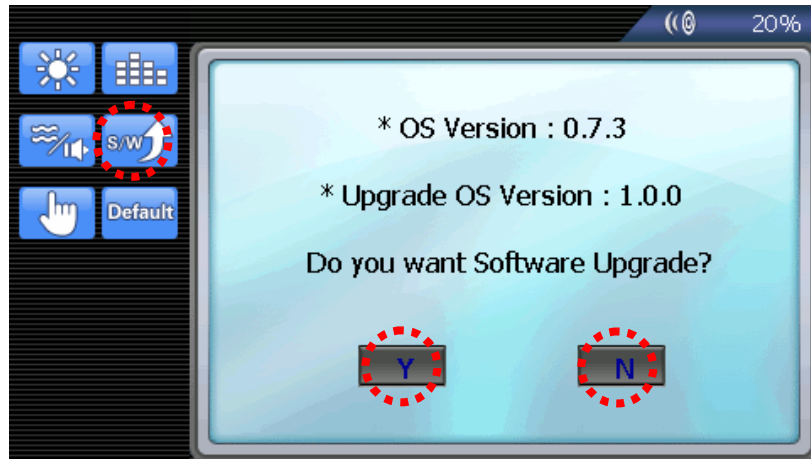 20%
S/W
Default
* OS Version : 0.7.3
* Upgrade OS Version : 1.0.0
Do you want Software Upgrade?
Y
N